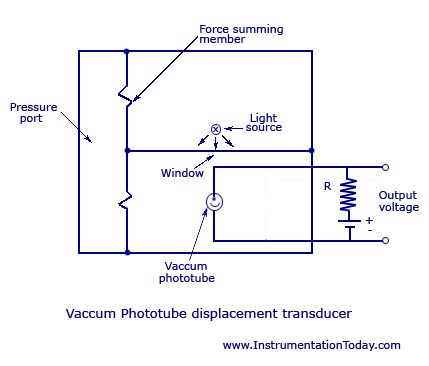 Force summing
member
Pressure
port
Light
source
Window
R
Output
voltage
+
-
Vaccum
phototube
Vaccum Phototube displacement transducer
www.InstrumentationToday.com